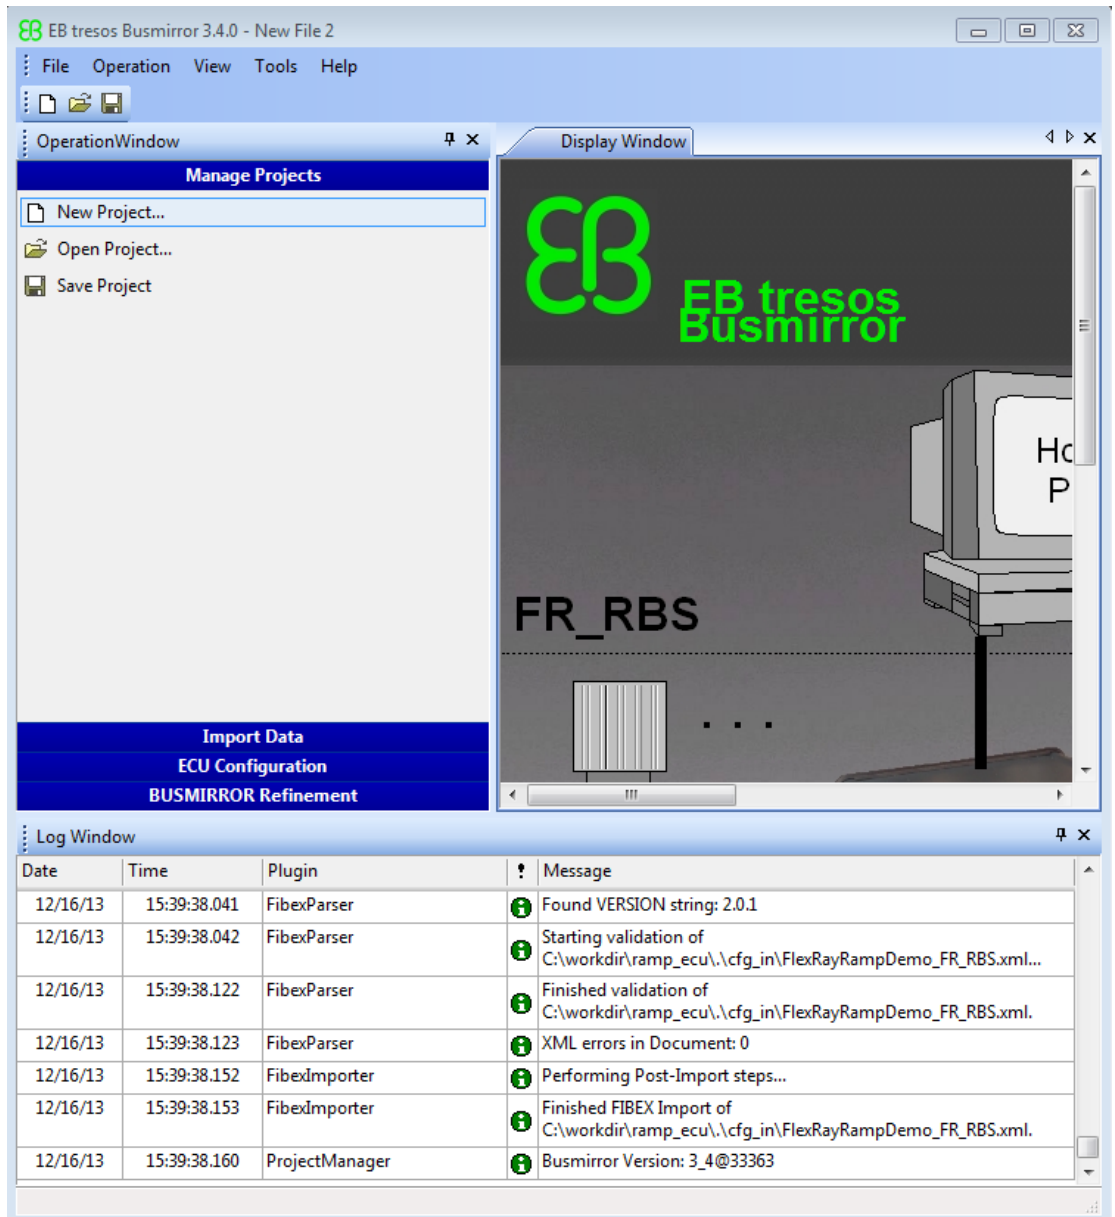 EB tresos Busmirror 3.4.0 - New File 2
File Operation View Tools Help
OperationWindow
Display Window
Manage Projects
New Project...
Open Project...
Save Project
Import Data
ECU Configuration
BUSMIRROR Refinement
EB
EB tresos
Busmirror
FR_RBS
. . .
Log Window
Date Time Plugin ! Message
12/16/13 15:39:38.041 FibexParser Found VERSION string: 2.0.1
12/16/13 15:39:38.042 FibexParser Starting validation of
C:\workdir\ramp_ecu\.\cfg_in\FlexRayRampDemo_FR_RBS.xml...
12/16/13 15:39:38.122 FibexParser Finished validation of
C:\workdir\ramp_ecu\.\cfg_in\FlexRayRampDemo_FR_RBS.xml.
12/16/13 15:39:38.123 FibexParser XML errors in Document: 0
12/16/13 15:39:38.152 FibexImporter Performing Post-Import steps...
12/16/13 15:39:38.153 FibexImporter Finished FIBEX Import of
C:\workdir\ramp_ecu\.\cfg_in\FlexRayRampDemo_FR_RBS.xml.
12/16/13 15:39:38.160 ProjectManager Busmirror Version: 3_4@33363